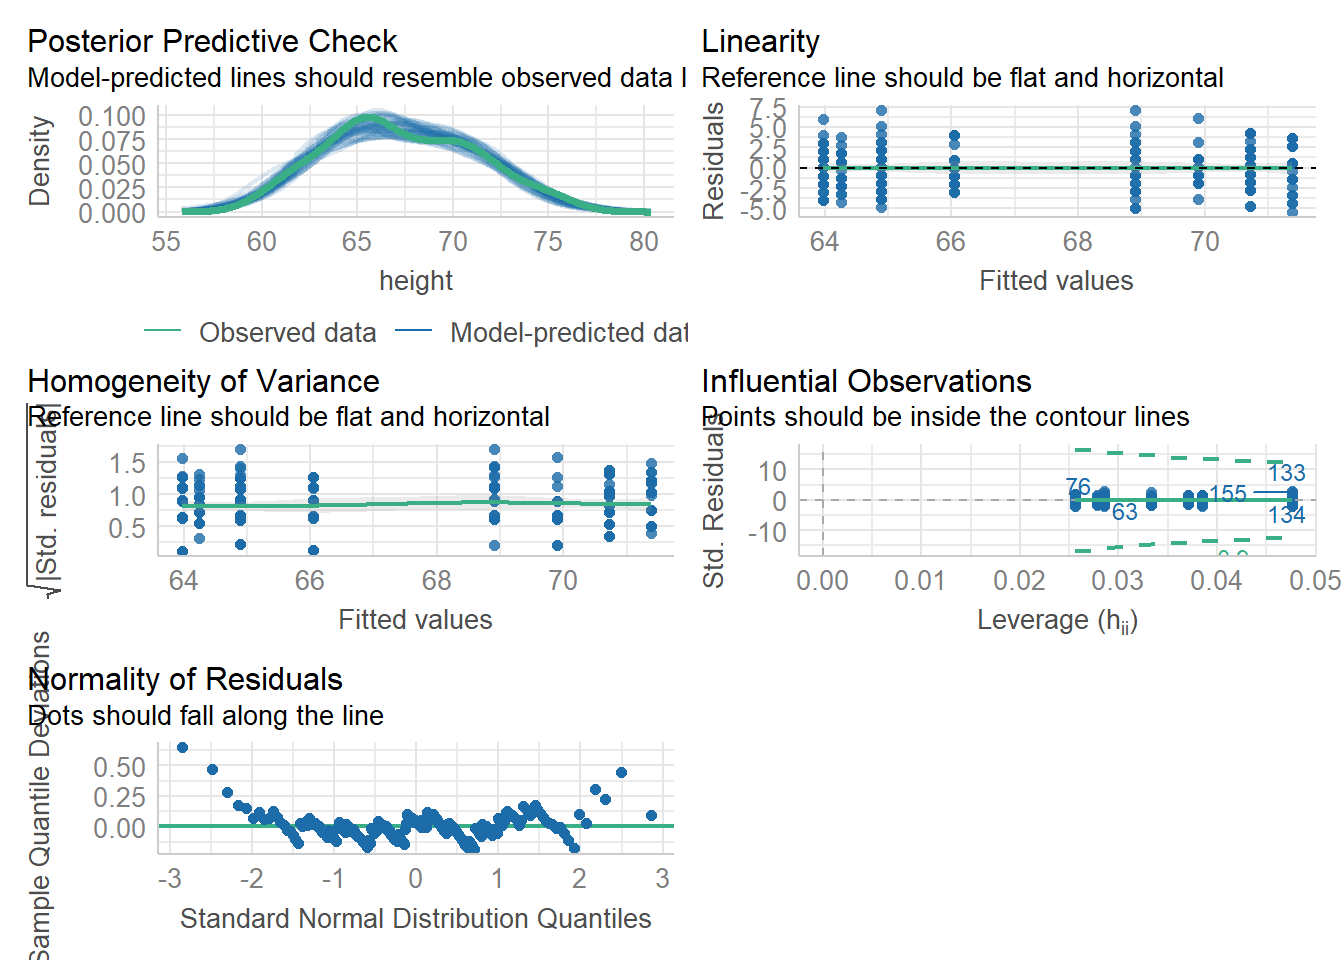 Posterior Predictive Check
Model-predicted lines should resemble observed data l
Density
0.100
0.075
0.050
0.025
0.000
55 60 65 70 75 80
height
Observed data Model-predicted dat
Linearity
Reference line should be flat and horizontal
Residuals
7.5
5.0
2.5
0.0
-2.5
-5.0
64 66 68 70
Fitted values
Homogeneity of Variance
Reference line should be flat and horizontal
√|Std. residuals|
1.5
1.0
0.5
64 66 68 70
Fitted values
Influential Observations
Points should be inside the contour lines
Std. Residuals
10
0
-10
76
63
155
133
134
0.00 0.01 0.02 0.03 0.04 0.05
Leverage (hii)
Normality of Residuals
Dots should fall along the line
Sample Quantile Deviations
0.50
0.25
0.00
-3 -2 -1 0 1 2 3
Standard Normal Distribution Quantiles